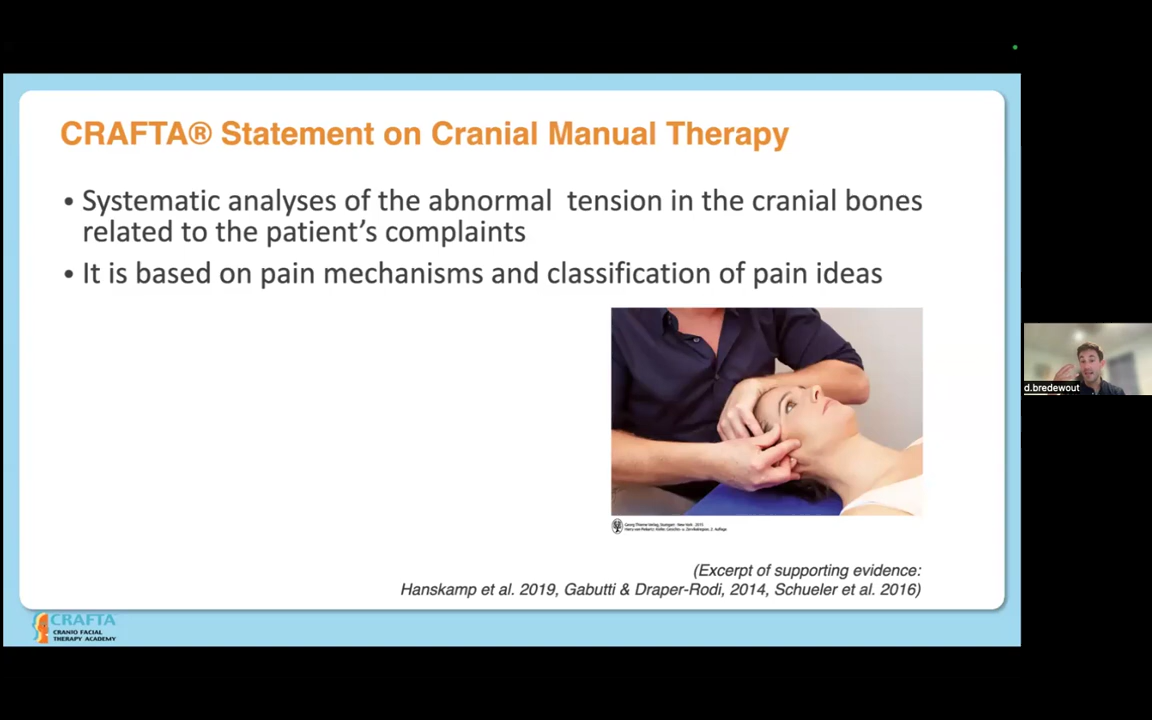 CRAFTA® Statement on Cranial Manual Therapy
• Systematic analyses of the abnormal  tension in the cranial bones
related to the patient's complaints
• It is based on pain mechanisms and classification of pain ideas
d.bredewout
(Excerpt of supporting evidence:
Hanskamp et al. 2019, Gabutti & Draper-Rodi, 2014, Schueler et al. 2016)
CRAFTA
CRANIO FACIAL
THERAPY ACADEMY